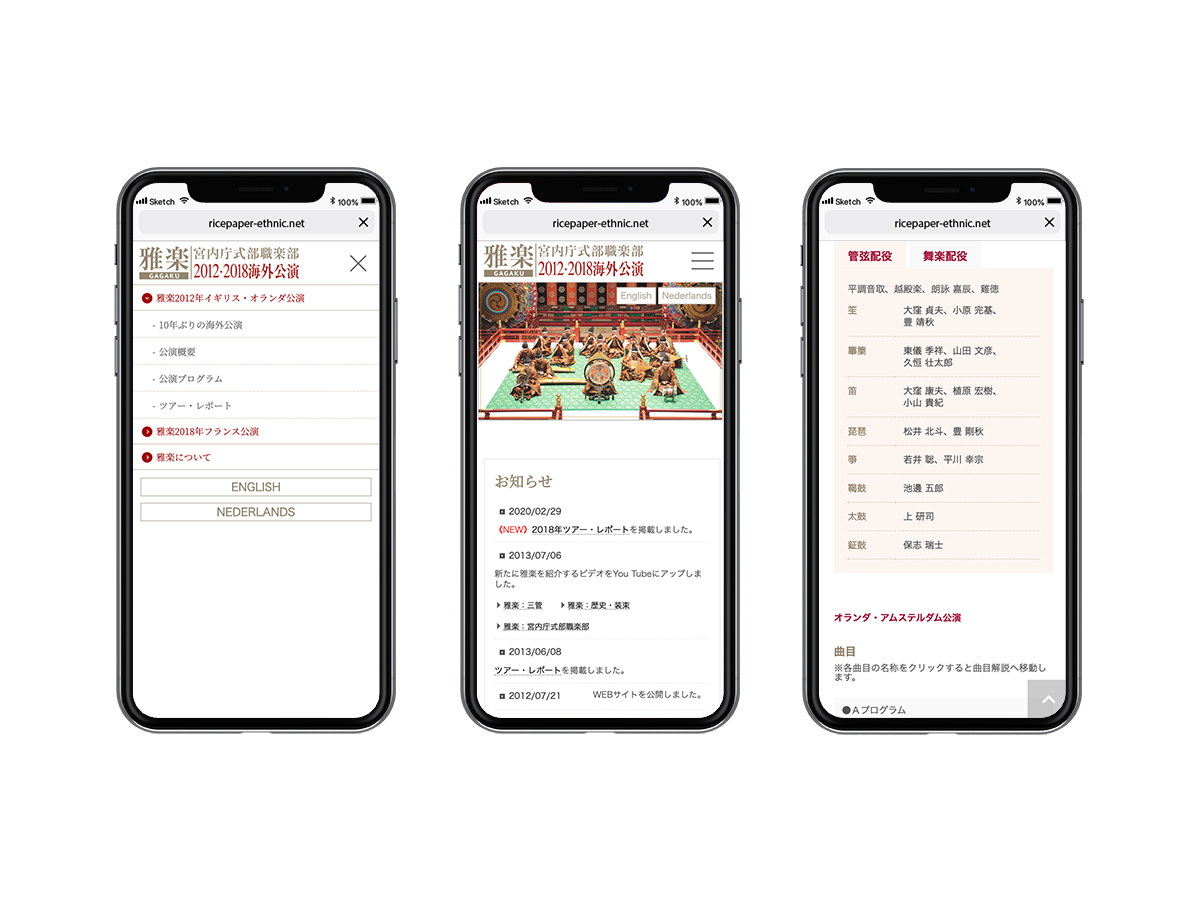 Sketch 100%
ricepaper-ethnic.net
雅楽
GAGAKU
宮内庁式部職楽部
2012・2018海外公演
雅楽2012年イギリス・オランダ公演
- 10年ぶりの海外公演
- 公演概要
- 公演プログラム
- ツアー・レポート
雅楽2018年フランス公演
雅楽について
ENGLISH
NEDERLANDS
Sketch 100%
ricepaper-ethnic.net
雅楽
GAGAKU
宮内庁式部職楽部
2012・2018海外公演
English Nederlands
お知らせ
2020/02/29
《NEW》2018年ツアー・レポートを掲載しました。
2013/07/06
新たに雅楽を紹介するビデオをYou Tubeにアップしま
した。
雅楽：三管 雅楽：歴史・装束
雅楽：宮内庁式部職楽部
2013/06/08
ツアー・レポートを掲載しました。
2012/07/21 WEBサイトを公開しました。
Sketch 100%
ricepaper-ethnic.net
管弦配役 舞楽配役
平調音取、越殿楽、朗詠 嘉辰、鶏徳
笙 大窪 貞夫、小原 完基、
豊 靖秋
篳篥 東儀 季祥、山田 文彦、
久恒 壮太郎
笛 大窪 康夫、植原 宏樹、
小山 貴紀
琵琶 松井 北斗、豊 剛秋
箏 若井 聡、平川 幸宗
鞨鼓 池邊 五郎
太鼓 上 研司
鉦鼓 保志 瑞士
オランダ・アムステルダム公演
曲目
※各曲目の名称をクリックすると曲目解説へ移動し
ます。
●A プログラム